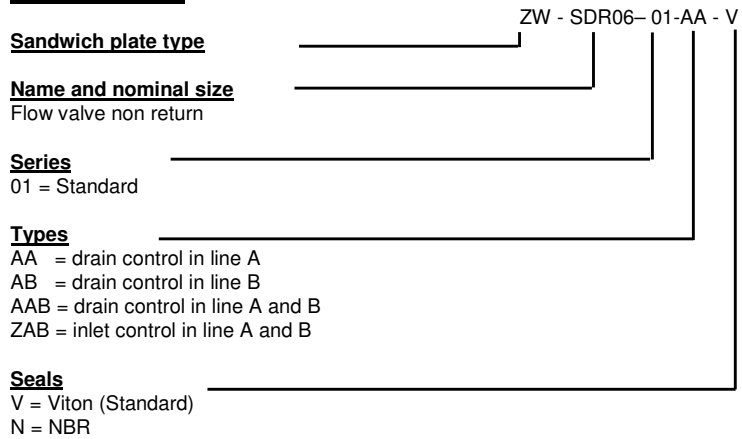 ZW - SDR06– 01-AA - V
Sandwich plate type
Name and nominal size
Flow valve non return
Series
01 = Standard
Types
AA = drain control in line A
AB = drain control in line B
AAB = drain control in line A and B
ZAB = inlet control in line A and B
Seals
V = Viton (Standard)
N = NBR